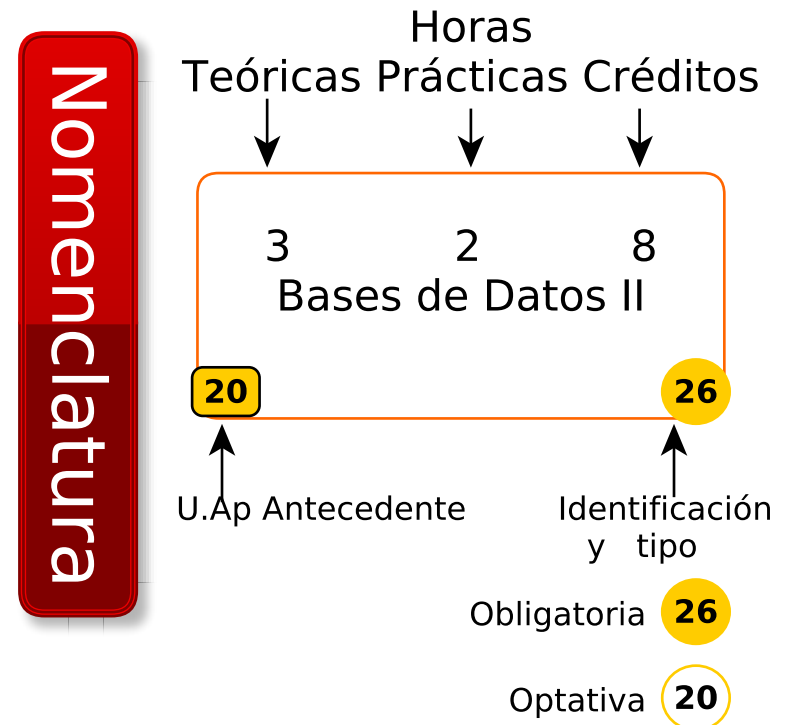 Nomenclatura
Horas
Teóricas Prácticas Créditos
3 2 8
Bases de Datos II
20 26
U.Ap Antecedente Identificación
y tipo
Obligatoria 26
Optativa 20